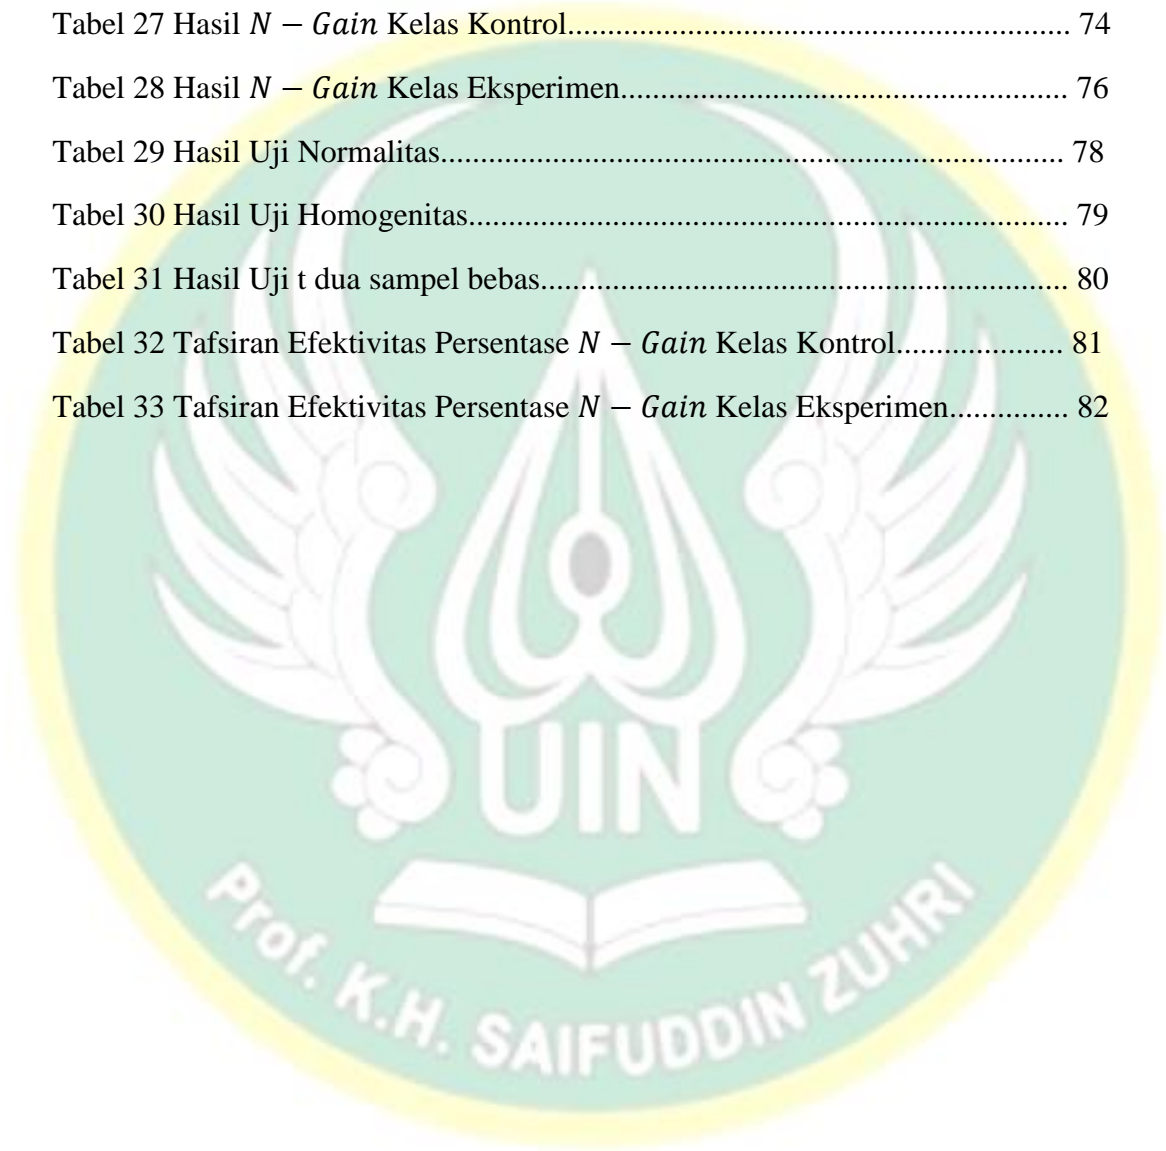 Tabel 27 Hasil 𝑁 − 𝐺𝑎𝑖𝑛 Kelas Kontrol............................................................... 74
Tabel 28 Hasil 𝑁 − 𝐺𝑎𝑖𝑛 Kelas Eksperimen........................................................ 76
Tabel 29 Hasil Uji Normalitas.............................................................................. 78
Tabel 30 Hasil Uji Homogenitas........................................................................... 79
Tabel 31 Hasil Uji t dua sampel bebas.................................................................. 80
Tabel 32 Tafsiran Efektivitas Persentase 𝑁 − 𝐺𝑎𝑖𝑛 Kelas Kontrol..................... 81
Tabel 33 Tafsiran Efektivitas Persentase 𝑁 − 𝐺𝑎𝑖𝑛 Kelas Eksperimen............... 82
UIN
Prof. K.H. SAIFUDDIN ZUHRI